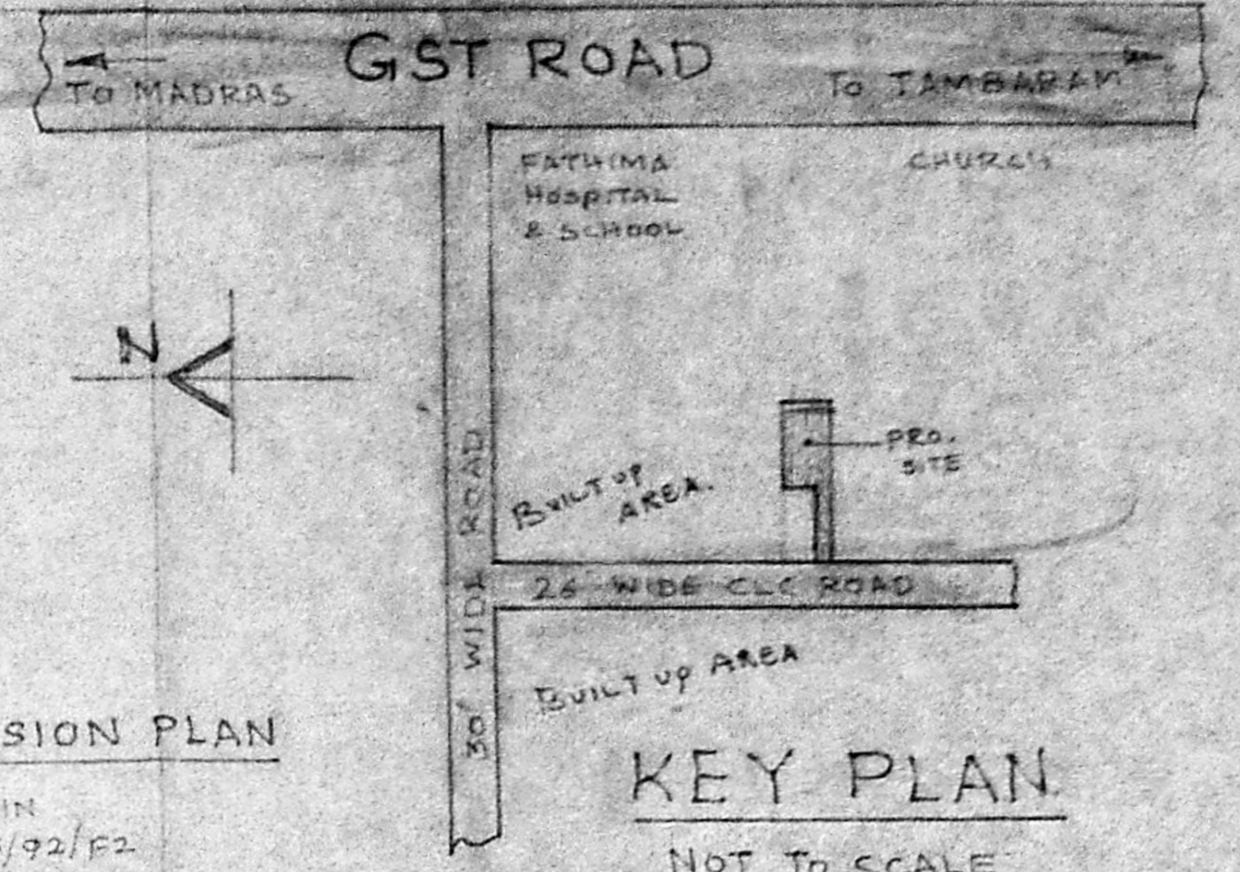 GST ROAD
To MADRAS
To TAMBARAM
FATHIMA
HOSPITAL
& SCHOOL
CHURCH
N
PRO.
SITE
BUILT UP
AREA.
30' WIDE ROAD
26' WIDE CLC ROAD
BUILT UP AREA
SION PLAN
KEY PLAN
IN
/92/F2
NOT TO SCALE